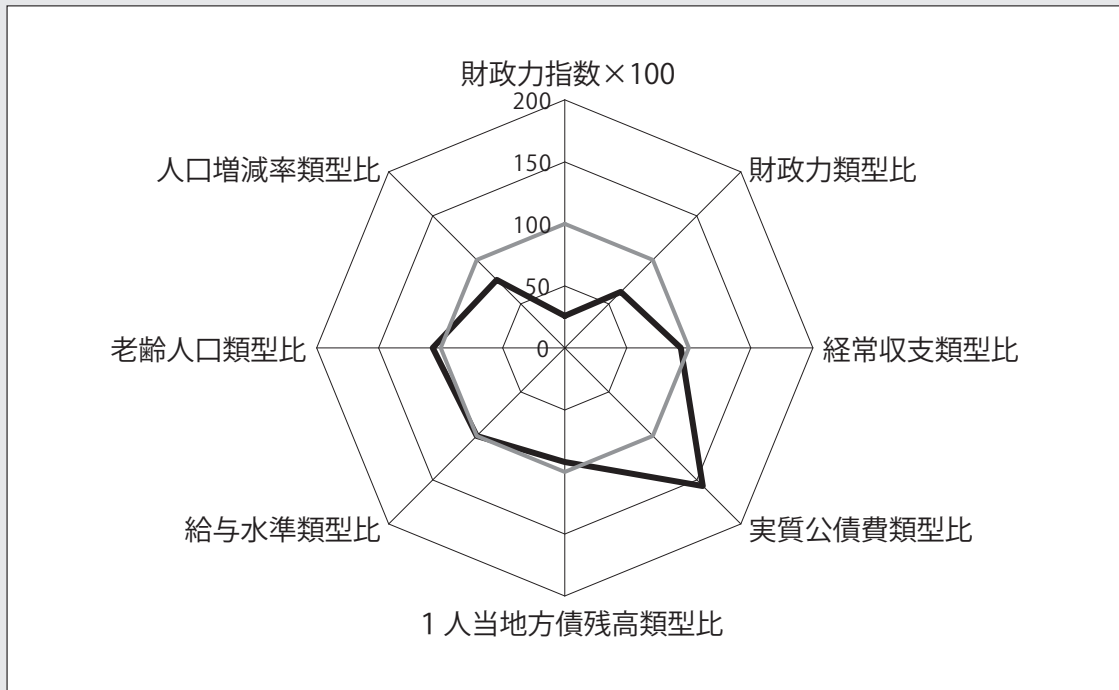 財政力指数×100
200
人口増減率類型比
財政力類型比
150
100
50
老齢人口類型比
0
経常収支類型比
給与水準類型比
実質公債費類型比
1 人当地方債残高類型比